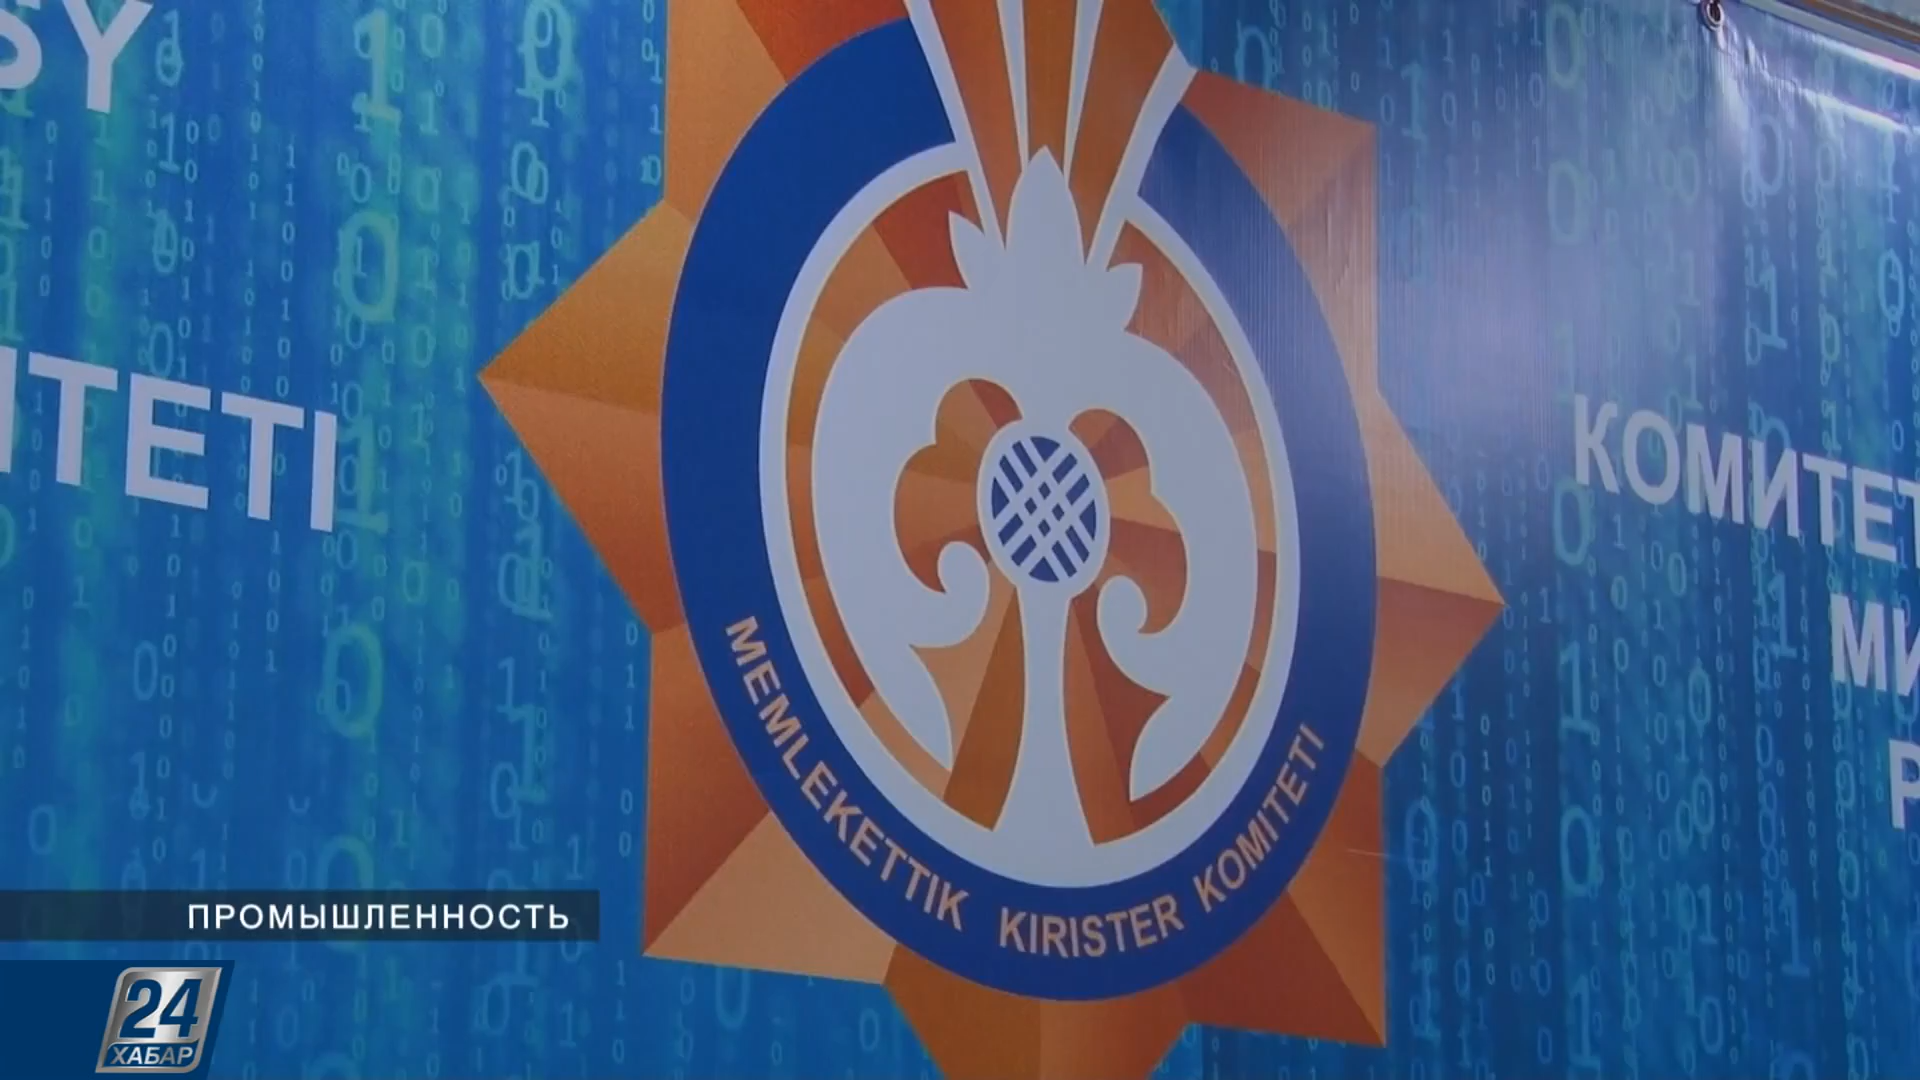 SY
ITETI
MEMLEKETTIK KIRISTER KOMITETI
КОМИТЕТ
МИ
Р
ПРОМЫШЛЕННОСТЬ
24
ХАБАР